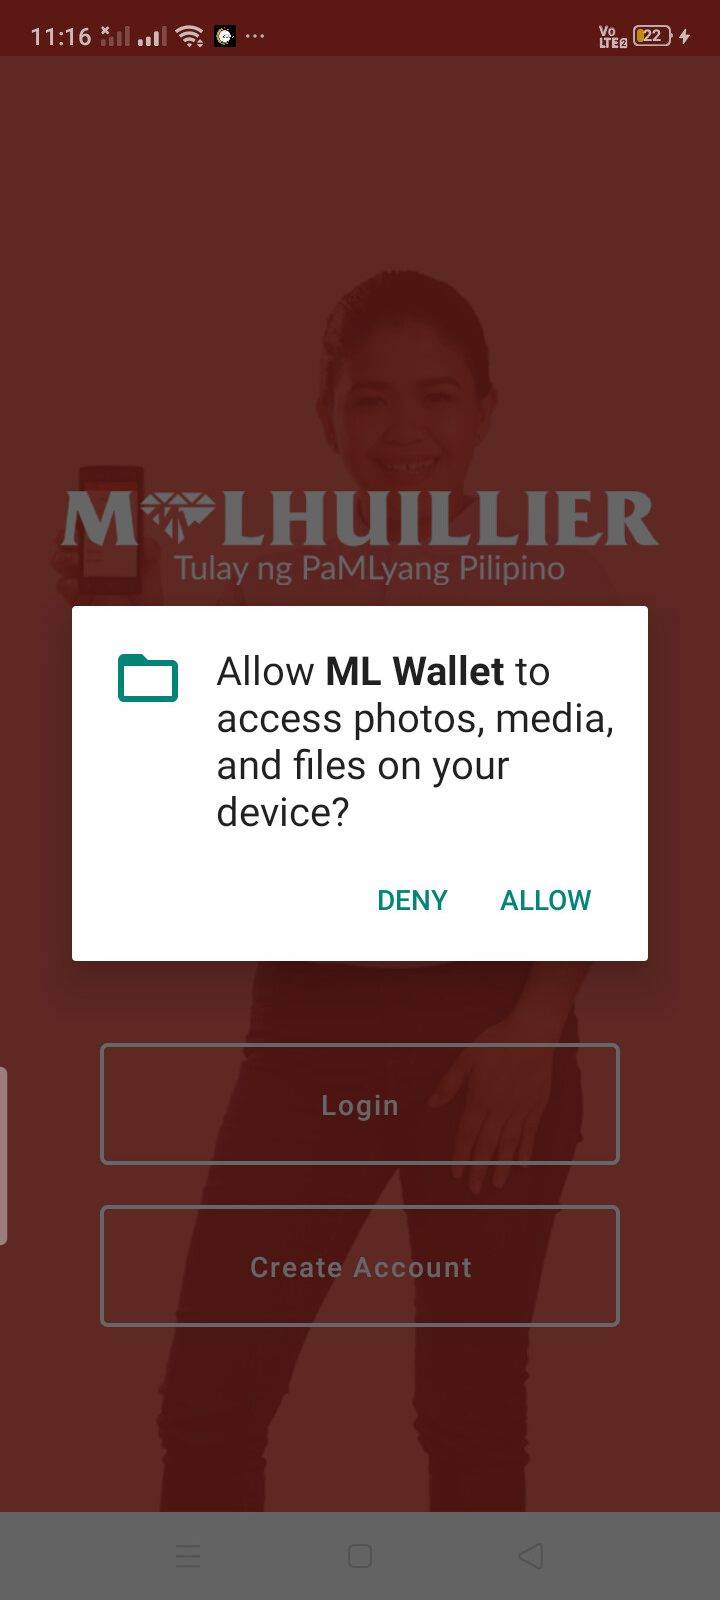 11:16
Vo LTE2 22
M LHUILLIER
Tulay ng PaMLyang Pilipino
Allow ML Wallet to
access photos, media,
and files on your
device?
DENY ALLOW
Login
Create Account